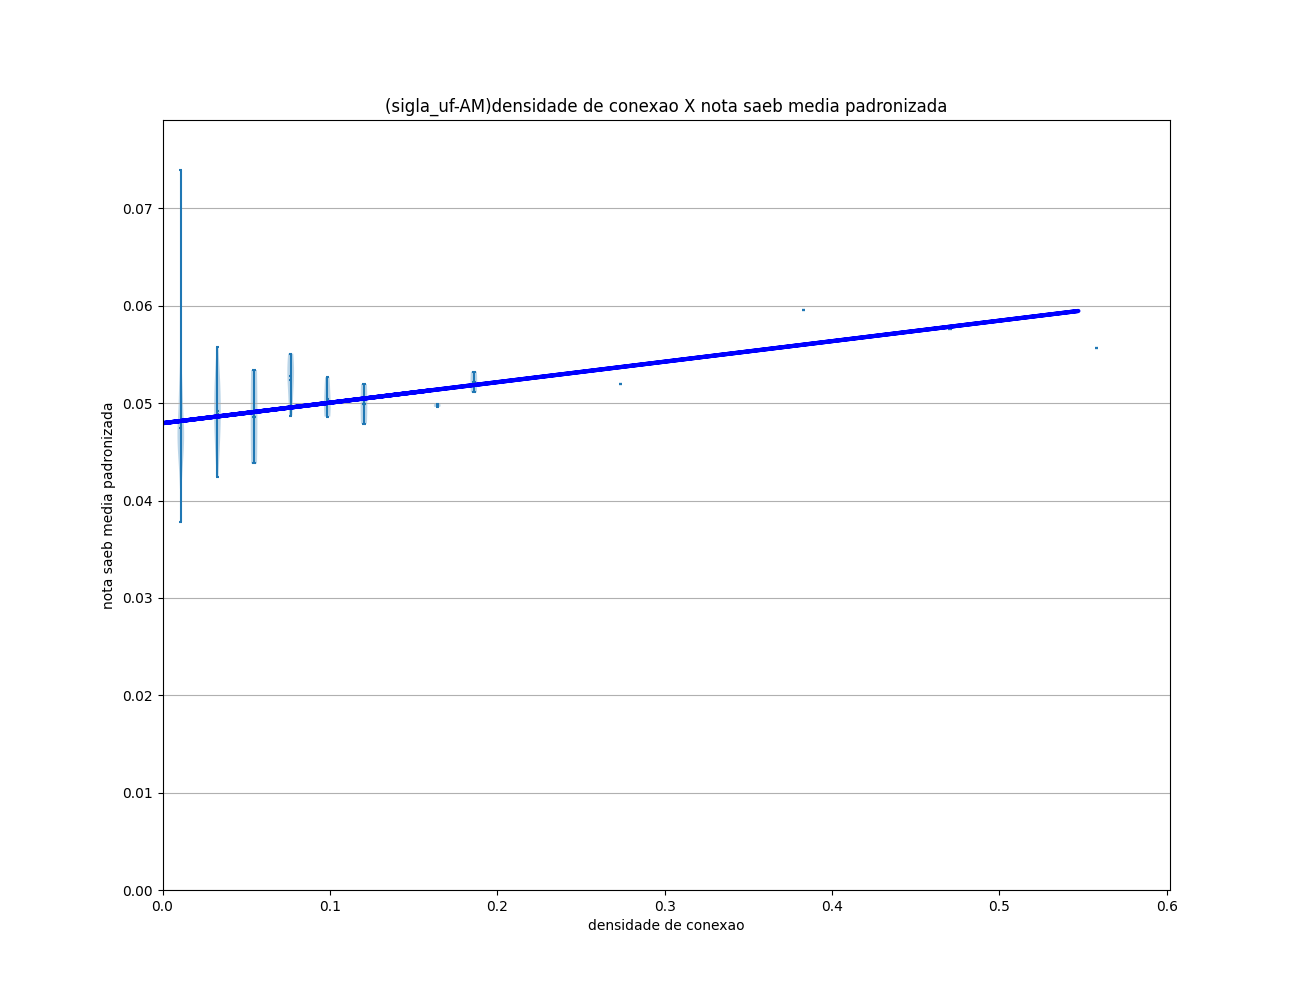 (sigla_uf-AM)densidade de conexao X nota saeb media padronizada
nota saeb media padronizada
0.07
0.06
0.05
0.04
0.03
0.02
0.01
0.00
0.0 0.1 0.2 0.3 0.4 0.5 0.6
densidade de conexao